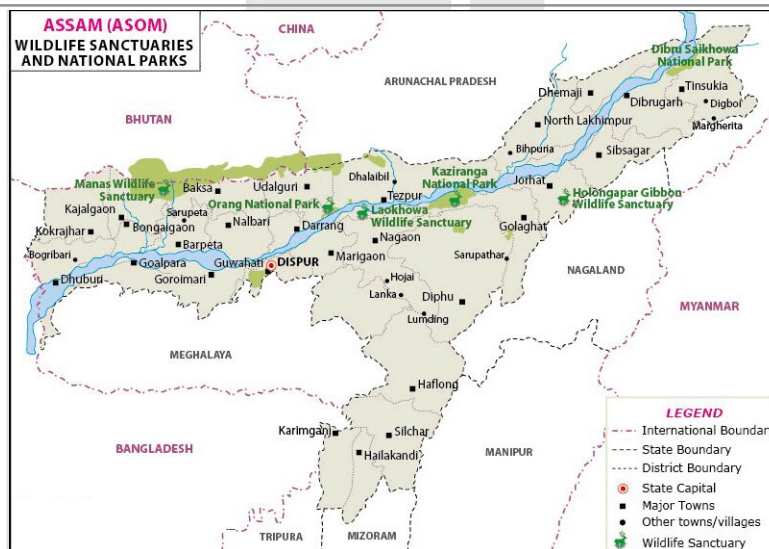 ASSAM (ASOM)
WILDLIFE SANCTUARIES
AND NATIONAL PARKS
CHINA
Dibru Saikhowa
National Park
ARUNACHAL PRADESH
Dhemaji
Tinsukia
Dibrugarh
Digboi
BHUTAN
North Lakhimpur
Margherita
Bihpuria
Sibsagar
Dhalaibil
Kaziranga
National Park
Manas Wildlife
Sanctuary
Baksa
Udalguri
Tezpur
Jorhat
Holongapar Gibbon
Wildlife Sanctuary
Orang National Park
Laokhowa
Wildlife Sanctuary
Kajalgaon
Sarupeta
Kokrajhar
Bongaigaon
Nalbari
Darrang
Golaghat
Barpeta
Nagaon
Bogribari
Goalpara
Guwahati
DISPUR
Marigaon
Sarupathar
Dhuburi
Goroimari
Hojai
NAGALAND
Lanka
Diphu
MYANMAR
Lumding
MEGHALAYA
Haflong
Karimganj
Silchar
BANGLADESH
Hailakandi
MANIPUR
TRIPURA
MIZORAM
LEGEND
International Boundar
State Boundary
District Boundary
State Capital
Major Towns
Other towns/villages
Wildlife Sanctuary